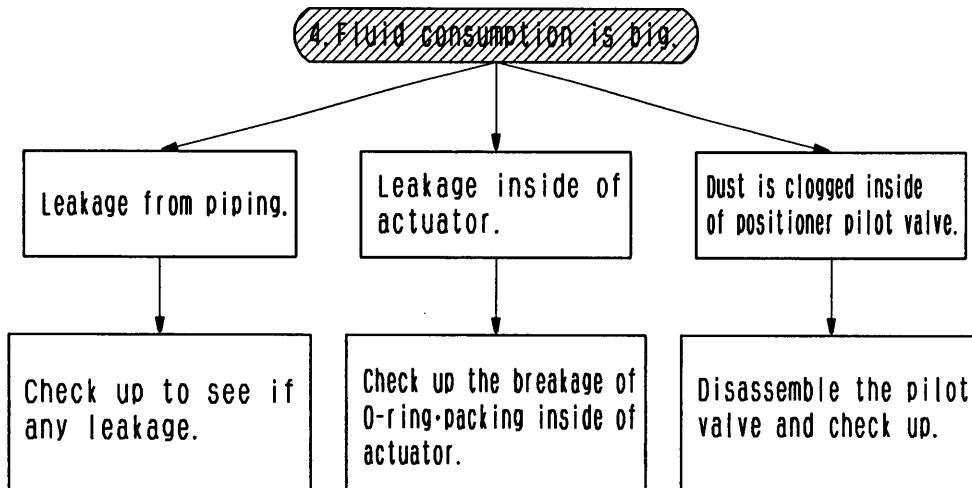 4.Fluid consumption is big.
Leakage from piping.
Leakage inside of
actuator.
Dust is clogged inside
of positioner pilot valve.
Check up to see if
any leakage.
Check up the breakage of
O-ring·packing inside of
actuator.
Disassemble the pilot
valve and check up.